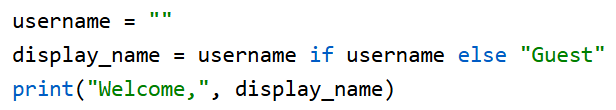 username = ""
display_name = username if username else "Guest"
print("Welcome,", display_name)